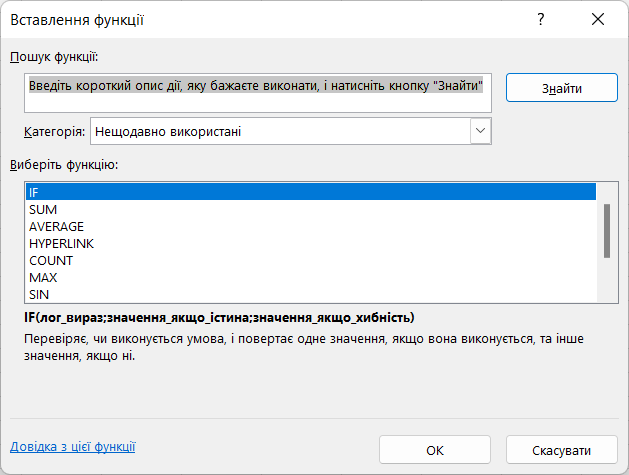 Вставлення функції
Пошук функції:
Введіть короткий опис дії, яку бажаєте виконати, і натисніть кнопку "Знайти"
Знайти
Категорія: Нещодавно використані
Виберіть функцію:
IF
SUM
AVERAGE
HYPERLINK
COUNT
MAX
SIN
IF(лог_вираз;значення_якщо_істина;значення_якщо_хибність)
Перевіряє, чи виконується умова, і повертає одне значення, якщо вона виконується, та інше
значення, якщо ні.
Довідка з цієї функції
ОК Скасувати